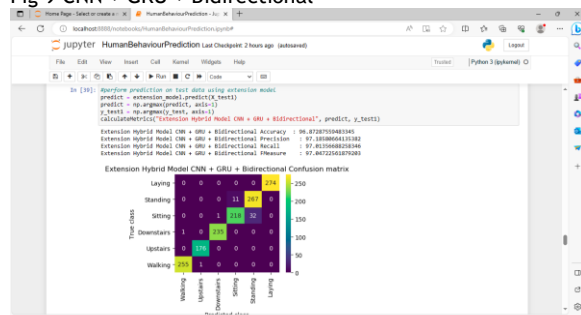 Fig 9 CNN + GRU + Bidirectional
Home Page - Select or create a n
HumanBehaviourPrediction - Jup
localhost:8888/notebooks/HumanBehaviourPrediction.ipynb#
jupyter HumanBehaviourPrediction Last Checkpoint: 2 hours ago (autosaved)
Logout
File Edit View Insert Cell Kernel Widgets Help
Trusted
Python 3 (ipykernel)
Run
Code
In [39]: #perform prediction on test data using extension model
predict = extension_model.predict(X_test1)
predict = np.argmax(predict, axis=1)
y_test1 = np.argmax(y_test, axis=1)
calculateMetrics("Extension Hybrid Model CNN + GRU + Bidirectional", predict, y_test1)
Extension Hybrid Model CNN + GRU + Bidirectional Accuracy : 96.87287559483345
Extension Hybrid Model CNN + GRU + Bidirectional Precision : 97.18580664135382
Extension Hybrid Model CNN + GRU + Bidirectional Recall : 97.01356688258346
Extension Hybrid Model CNN + GRU + Bidirectional FMeasure : 97.04722561879203
Extension Hybrid Model CNN + GRU + Bidirectional Confusion matrix
Laying 0 0 0 0 0 274
Standing 0 0 0 11 287 0
Sitting 0 0 1 218 32 0
Downstairs 1 0 235 0 0 0
Upstairs 0 176 0 0 0 0
Walking 255 1 0 0 0 0
True class
Walking
Upstairs
Downstairs
Sitting
Standing
Laying
Predicted class
250
200
150
100
50
0